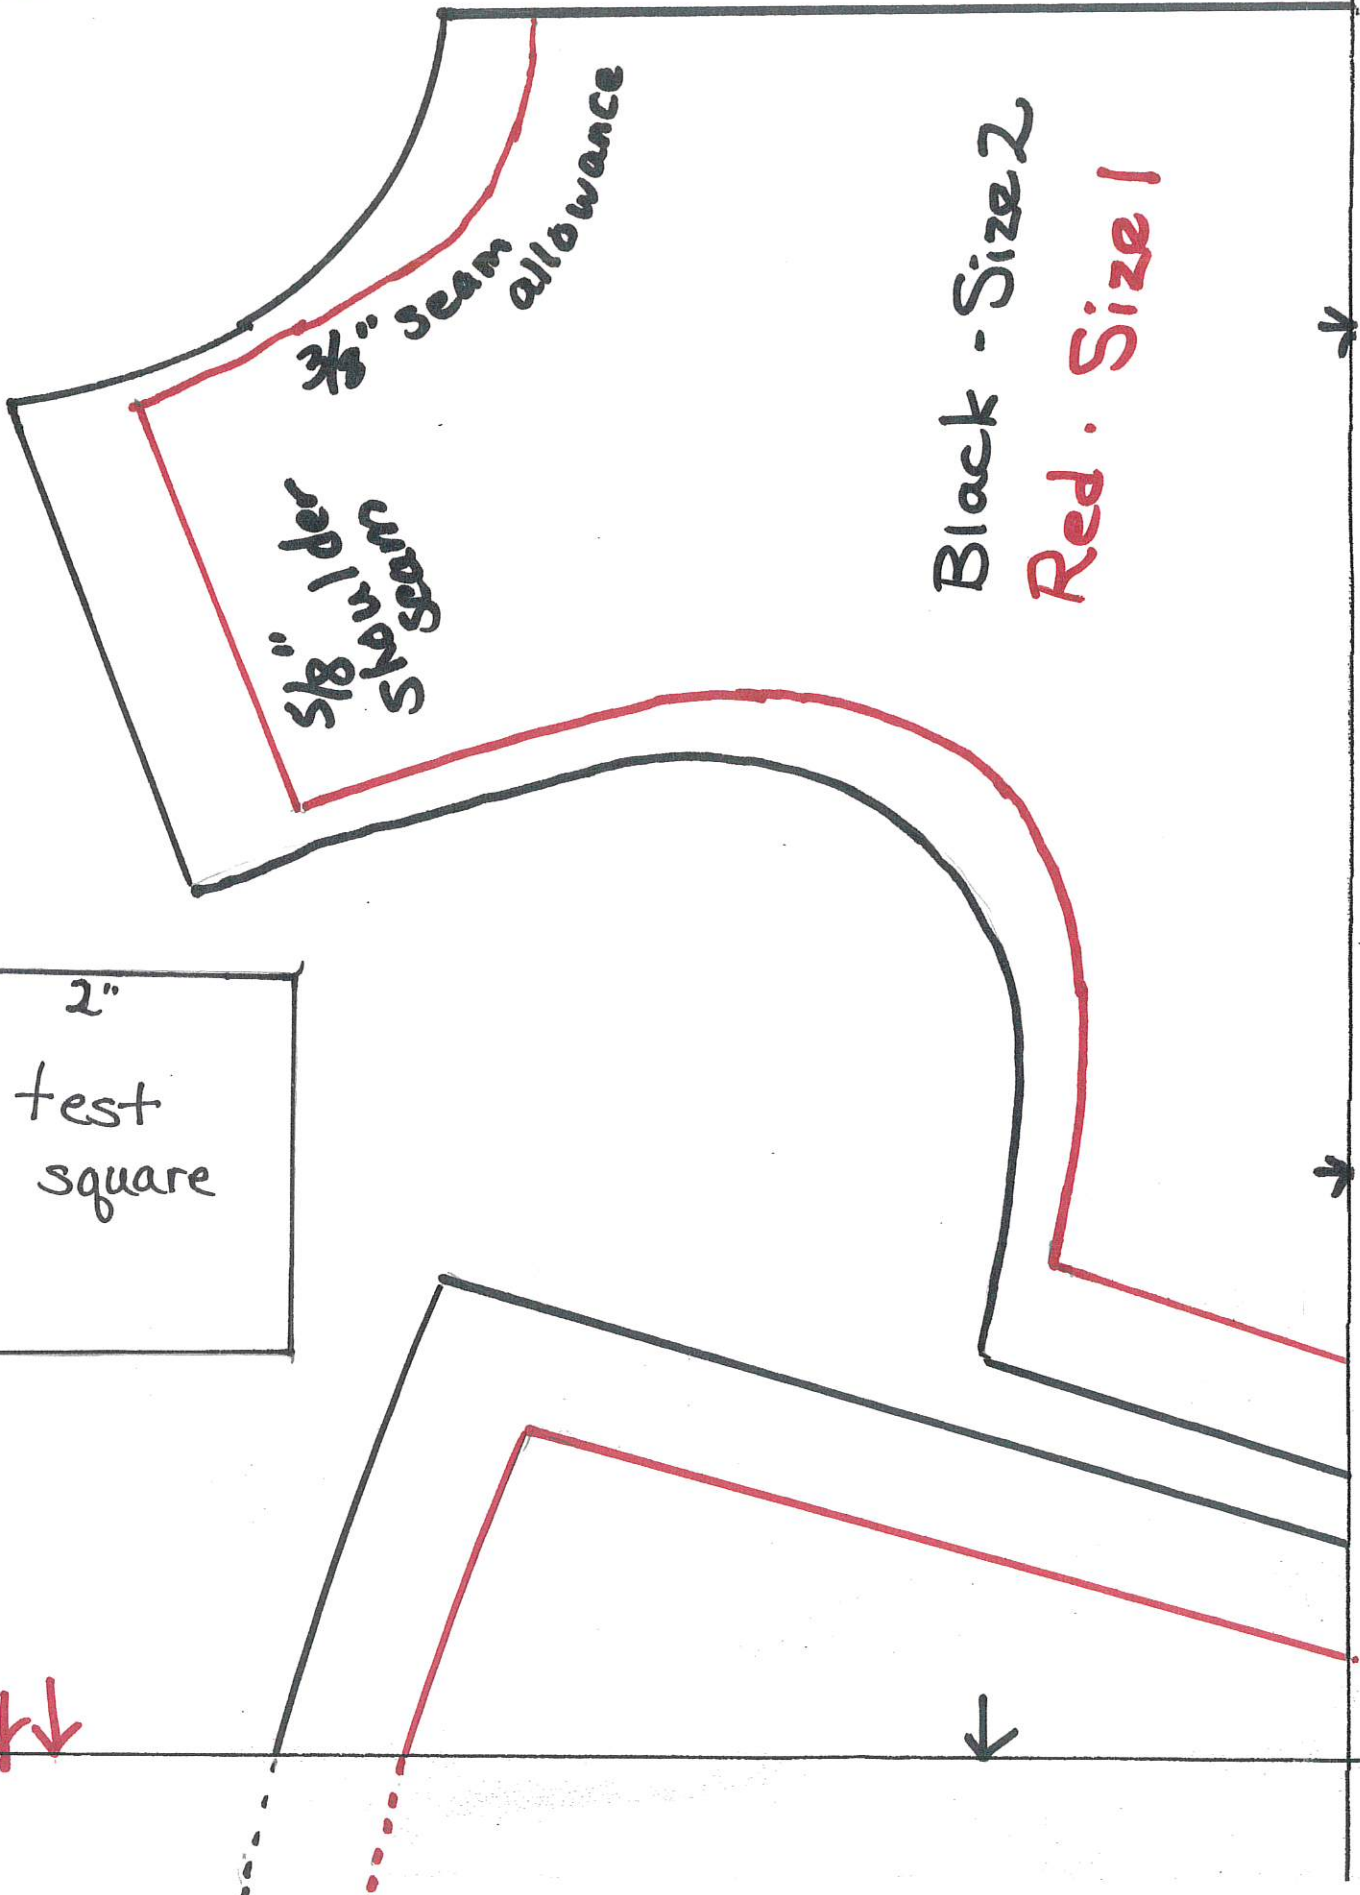 3/8" seam
allowance
5/8"
Shoulder
seam
Black - Size 2
Red. Size 1
2"
test
square